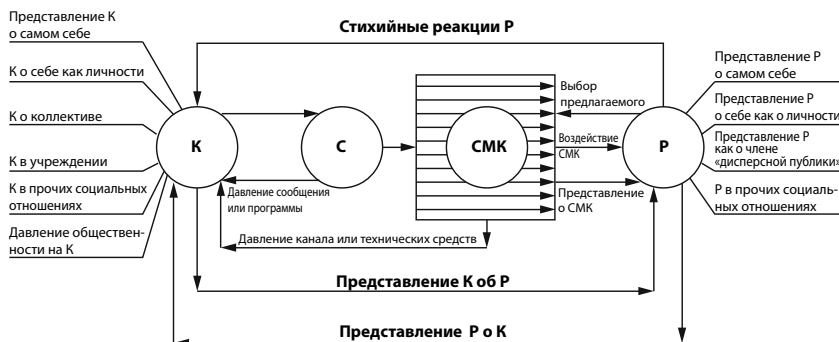 Стихийные реакции Р
Представление К
о самом себе
К о себе как личности
К о коллективе
К в учреждении
К в прочих социальных
отношениях
Давление обществен-
ности на К
К
С
СМК
Р
Давление сообщения
или программы
Давление канала или технических средств
Выбор
предлагаемого
Воздействие
СМК
Представление
о СМК
Представление Р
о самом себе
Представление Р
о себе как о личности
Представление Р
как о члене
«дисперсной публики»
Р в прочих социаль-
ных отношениях
Представление К об Р
Представление Р о К